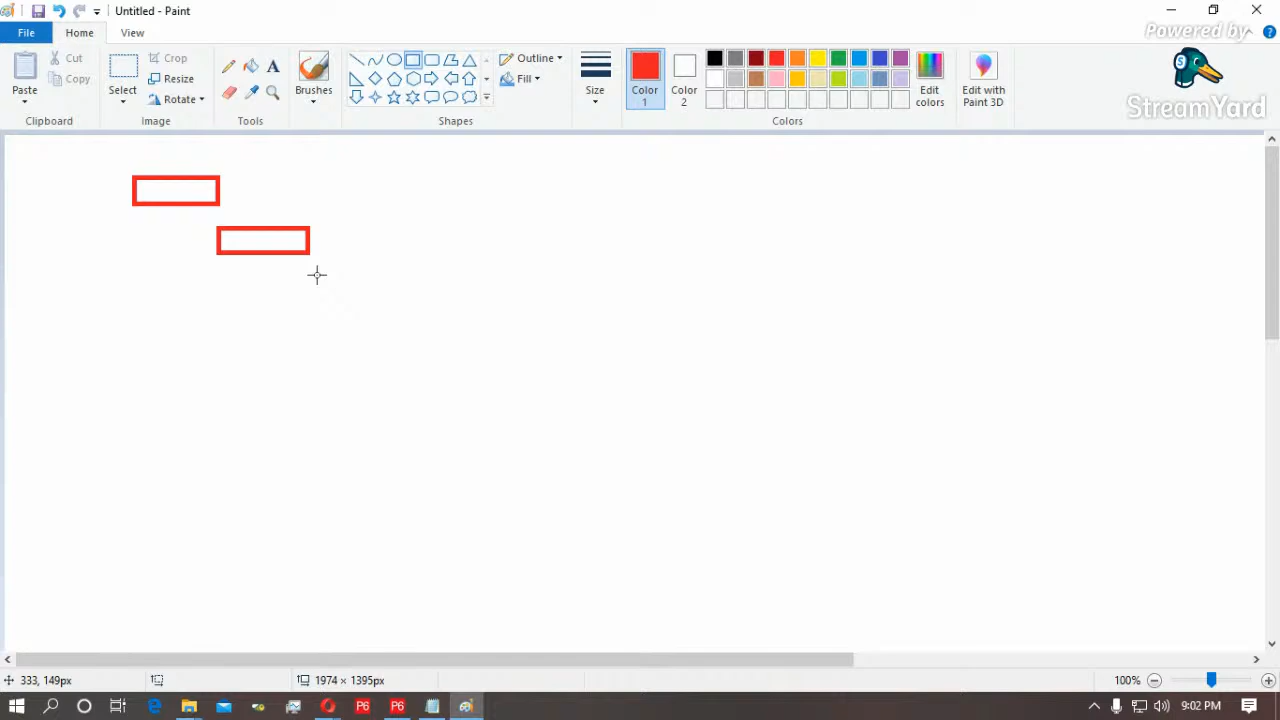 Untitled - Paint
File
Home
View
Powered by
Paste
Cut
Copy
Clipboard
Select
Crop
Resize
Rotate
Image
Tools
Brushes
Shapes
Outline
Fill
Size
Color
1
Color
2
Edit
colors
Colors
Edit with
Paint 3D
S
StreamYard
333, 149px
1974 × 1395px
100%
P6
P6
9:02 PM